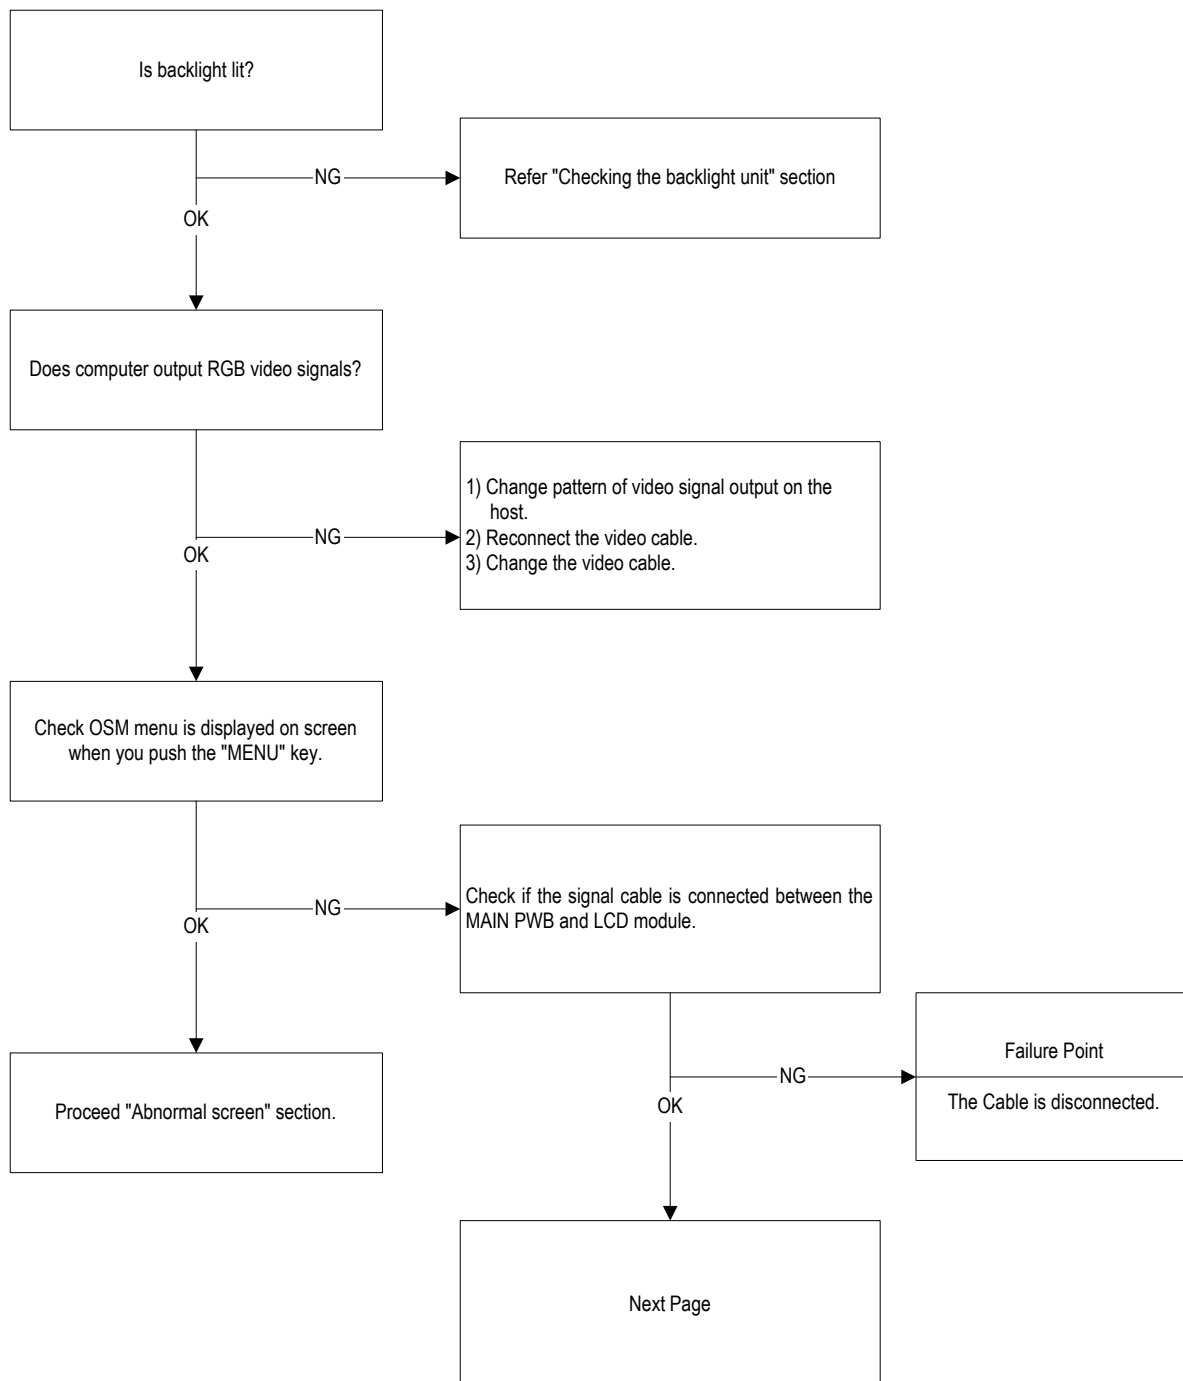 Is backlight lit?
NG
Refer "Checking the backlight unit" section
OK
Does computer output RGB video signals?
NG
1) Change pattern of video signal output on the
host.
2) Reconnect the video cable.
3) Change the video cable.
OK
Check OSM menu is displayed on screen
when you push the "MENU" key.
NG
Check if the signal cable is connected between the
MAIN PWB and LCD module.
OK
Proceed "Abnormal screen" section.
NG
Failure Point
The Cable is disconnected.
OK
Next Page